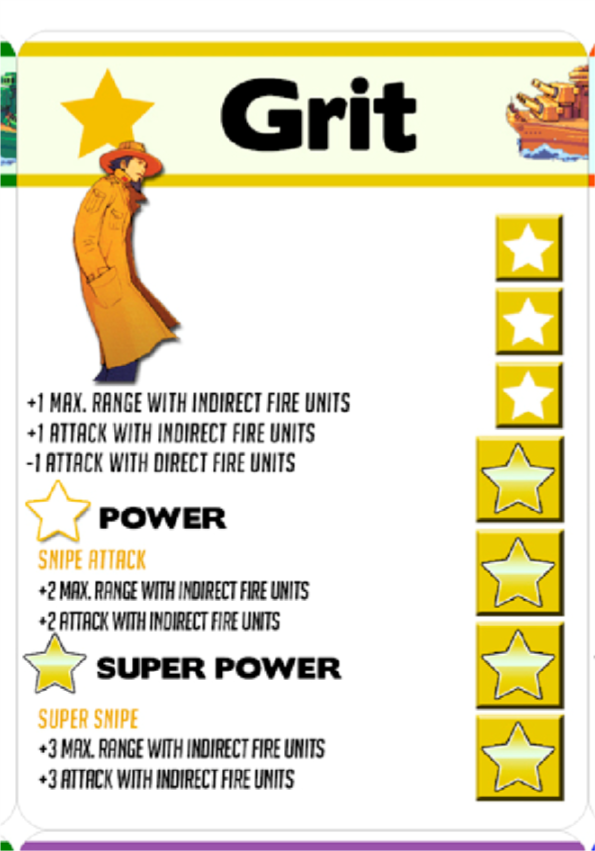 Grit
+1 MAX. RANGE WITH INDIRECT FIRE UNITS
+1 ATTACK WITH INDIRECT FIRE UNITS
-1 ATTACK WITH DIRECT FIRE UNITS
POWER
SNIPE ATTACK
+2 MAX. RANGE WITH INDIRECT FIRE UNITS
+2 ATTACK WITH INDIRECT FIRE UNITS
SUPER POWER
SUPER SNIPE
+3 MAX. RANGE WITH INDIRECT FIRE UNITS
+3 ATTACK WITH INDIRECT FIRE UNITS